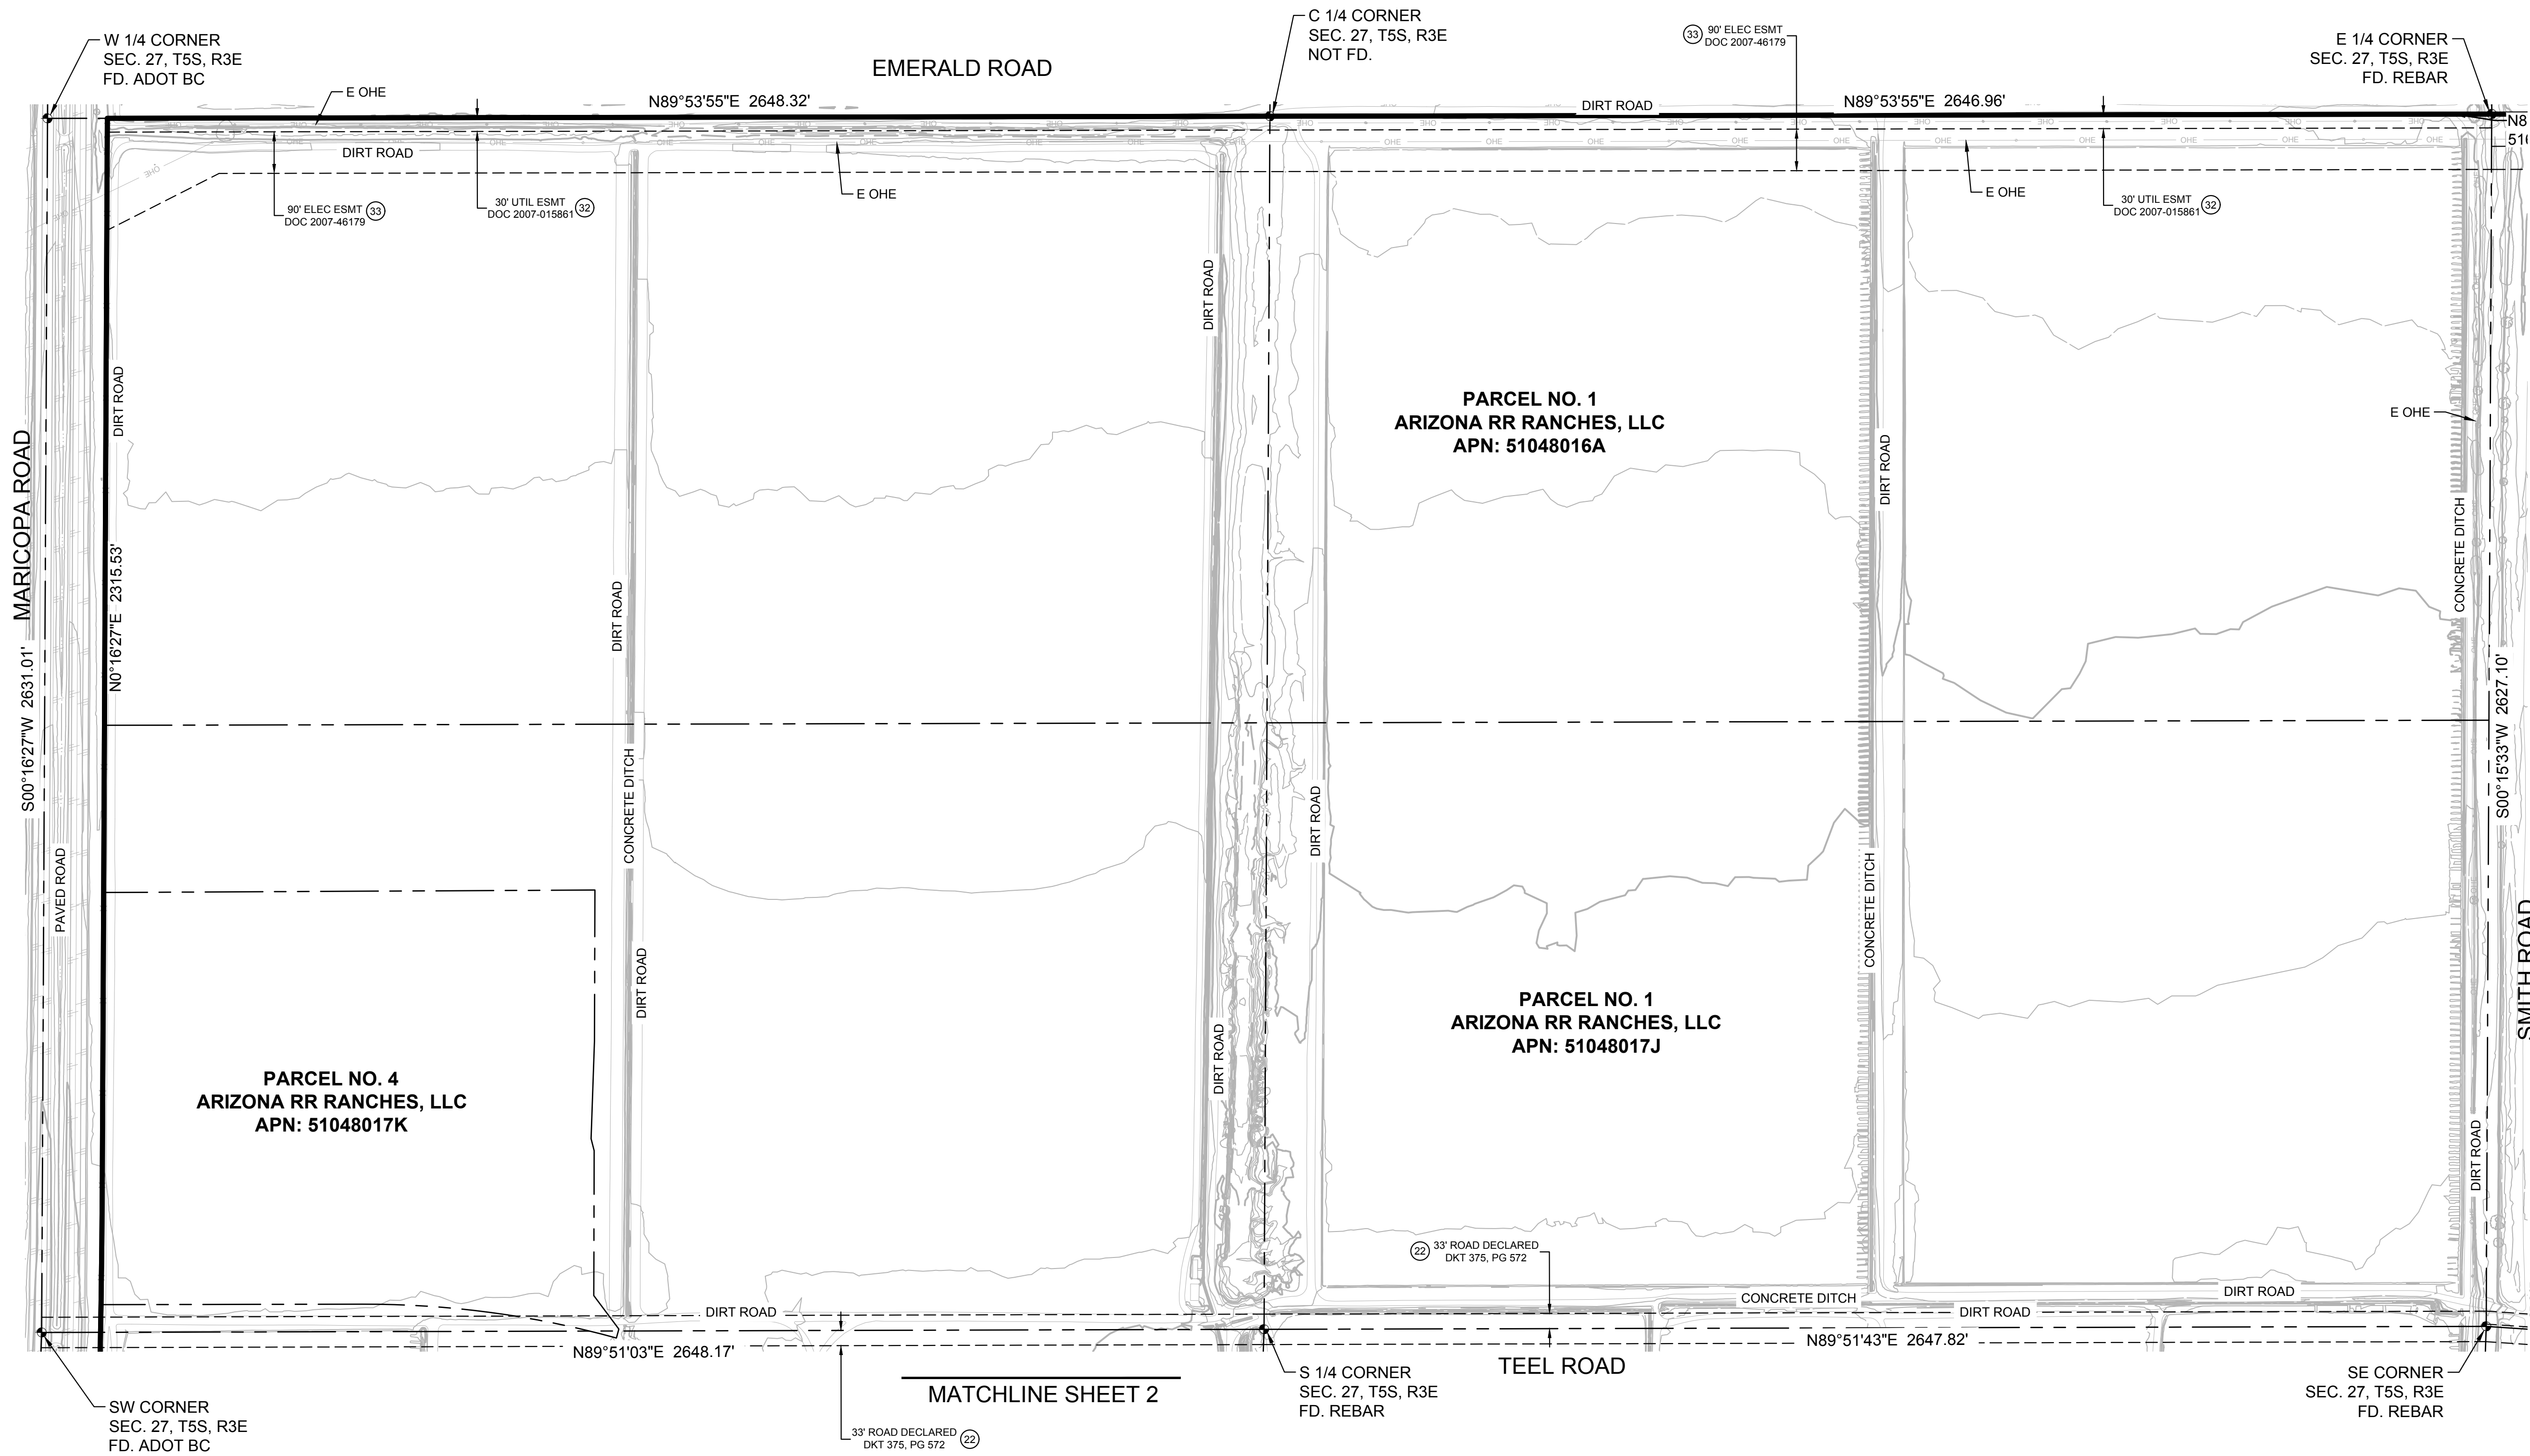 W 1/4 CORNER
SEC. 27, T5S, R3E
FD. ADOT BC
C 1/4 CORNER
SEC. 27, T5S, R3E
NOT FD.
33 90' ELEC ESMT
DOC 2007-46179
E 1/4 CORNER
SEC. 27, T5S, R3E
FD. REBAR
EMERALD ROAD
E OHE
N89°53'55"E 2648.32'
DIRT ROAD
N89°53'55"E 2646.96'
N8
516
DIRT ROAD
90' ELEC ESMT 33
DOC 2007-46179
30' UTIL ESMT
DOC 2007-015861 32
E OHE
E OHE
30' UTIL ESMT
DOC 2007-015861 32
OHE
DIRT ROAD
DIRT ROAD
PARCEL NO. 1
ARIZONA RR RANCHES, LLC
APN: 51048016A
E OHE
DIRT ROAD
MARICOPA ROAD
N0°16'27"E 2315.53'
DIRT ROAD
CONCRETE DITCH
S00°16'27"W 2631.01'
S00°15'33"W 2627.10'
CONCRETE DITCH
DIRT ROAD
PAVED ROAD
CONCRETE DITCH
SMITH ROAD
DIRT ROAD
PARCEL NO. 1
ARIZONA RR RANCHES, LLC
APN: 51048017J
DIRT ROAD
PARCEL NO. 4
ARIZONA RR RANCHES, LLC
APN: 51048017K
DIRT ROAD
22 33' ROAD DECLARED
DKT 375, PG 572
DIRT ROAD
CONCRETE DITCH
DIRT ROAD
DIRT ROAD
N89°51'03"E 2648.17'
N89°51'43"E 2647.82'
TEEL ROAD
MATCHLINE SHEET 2
S 1/4 CORNER
SEC. 27, T5S, R3E
FD. REBAR
SE CORNER
SEC. 27, T5S, R3E
FD. REBAR
SW CORNER
SEC. 27, T5S, R3E
FD. ADOT BC
33' ROAD DECLARED
DKT 375, PG 572 22